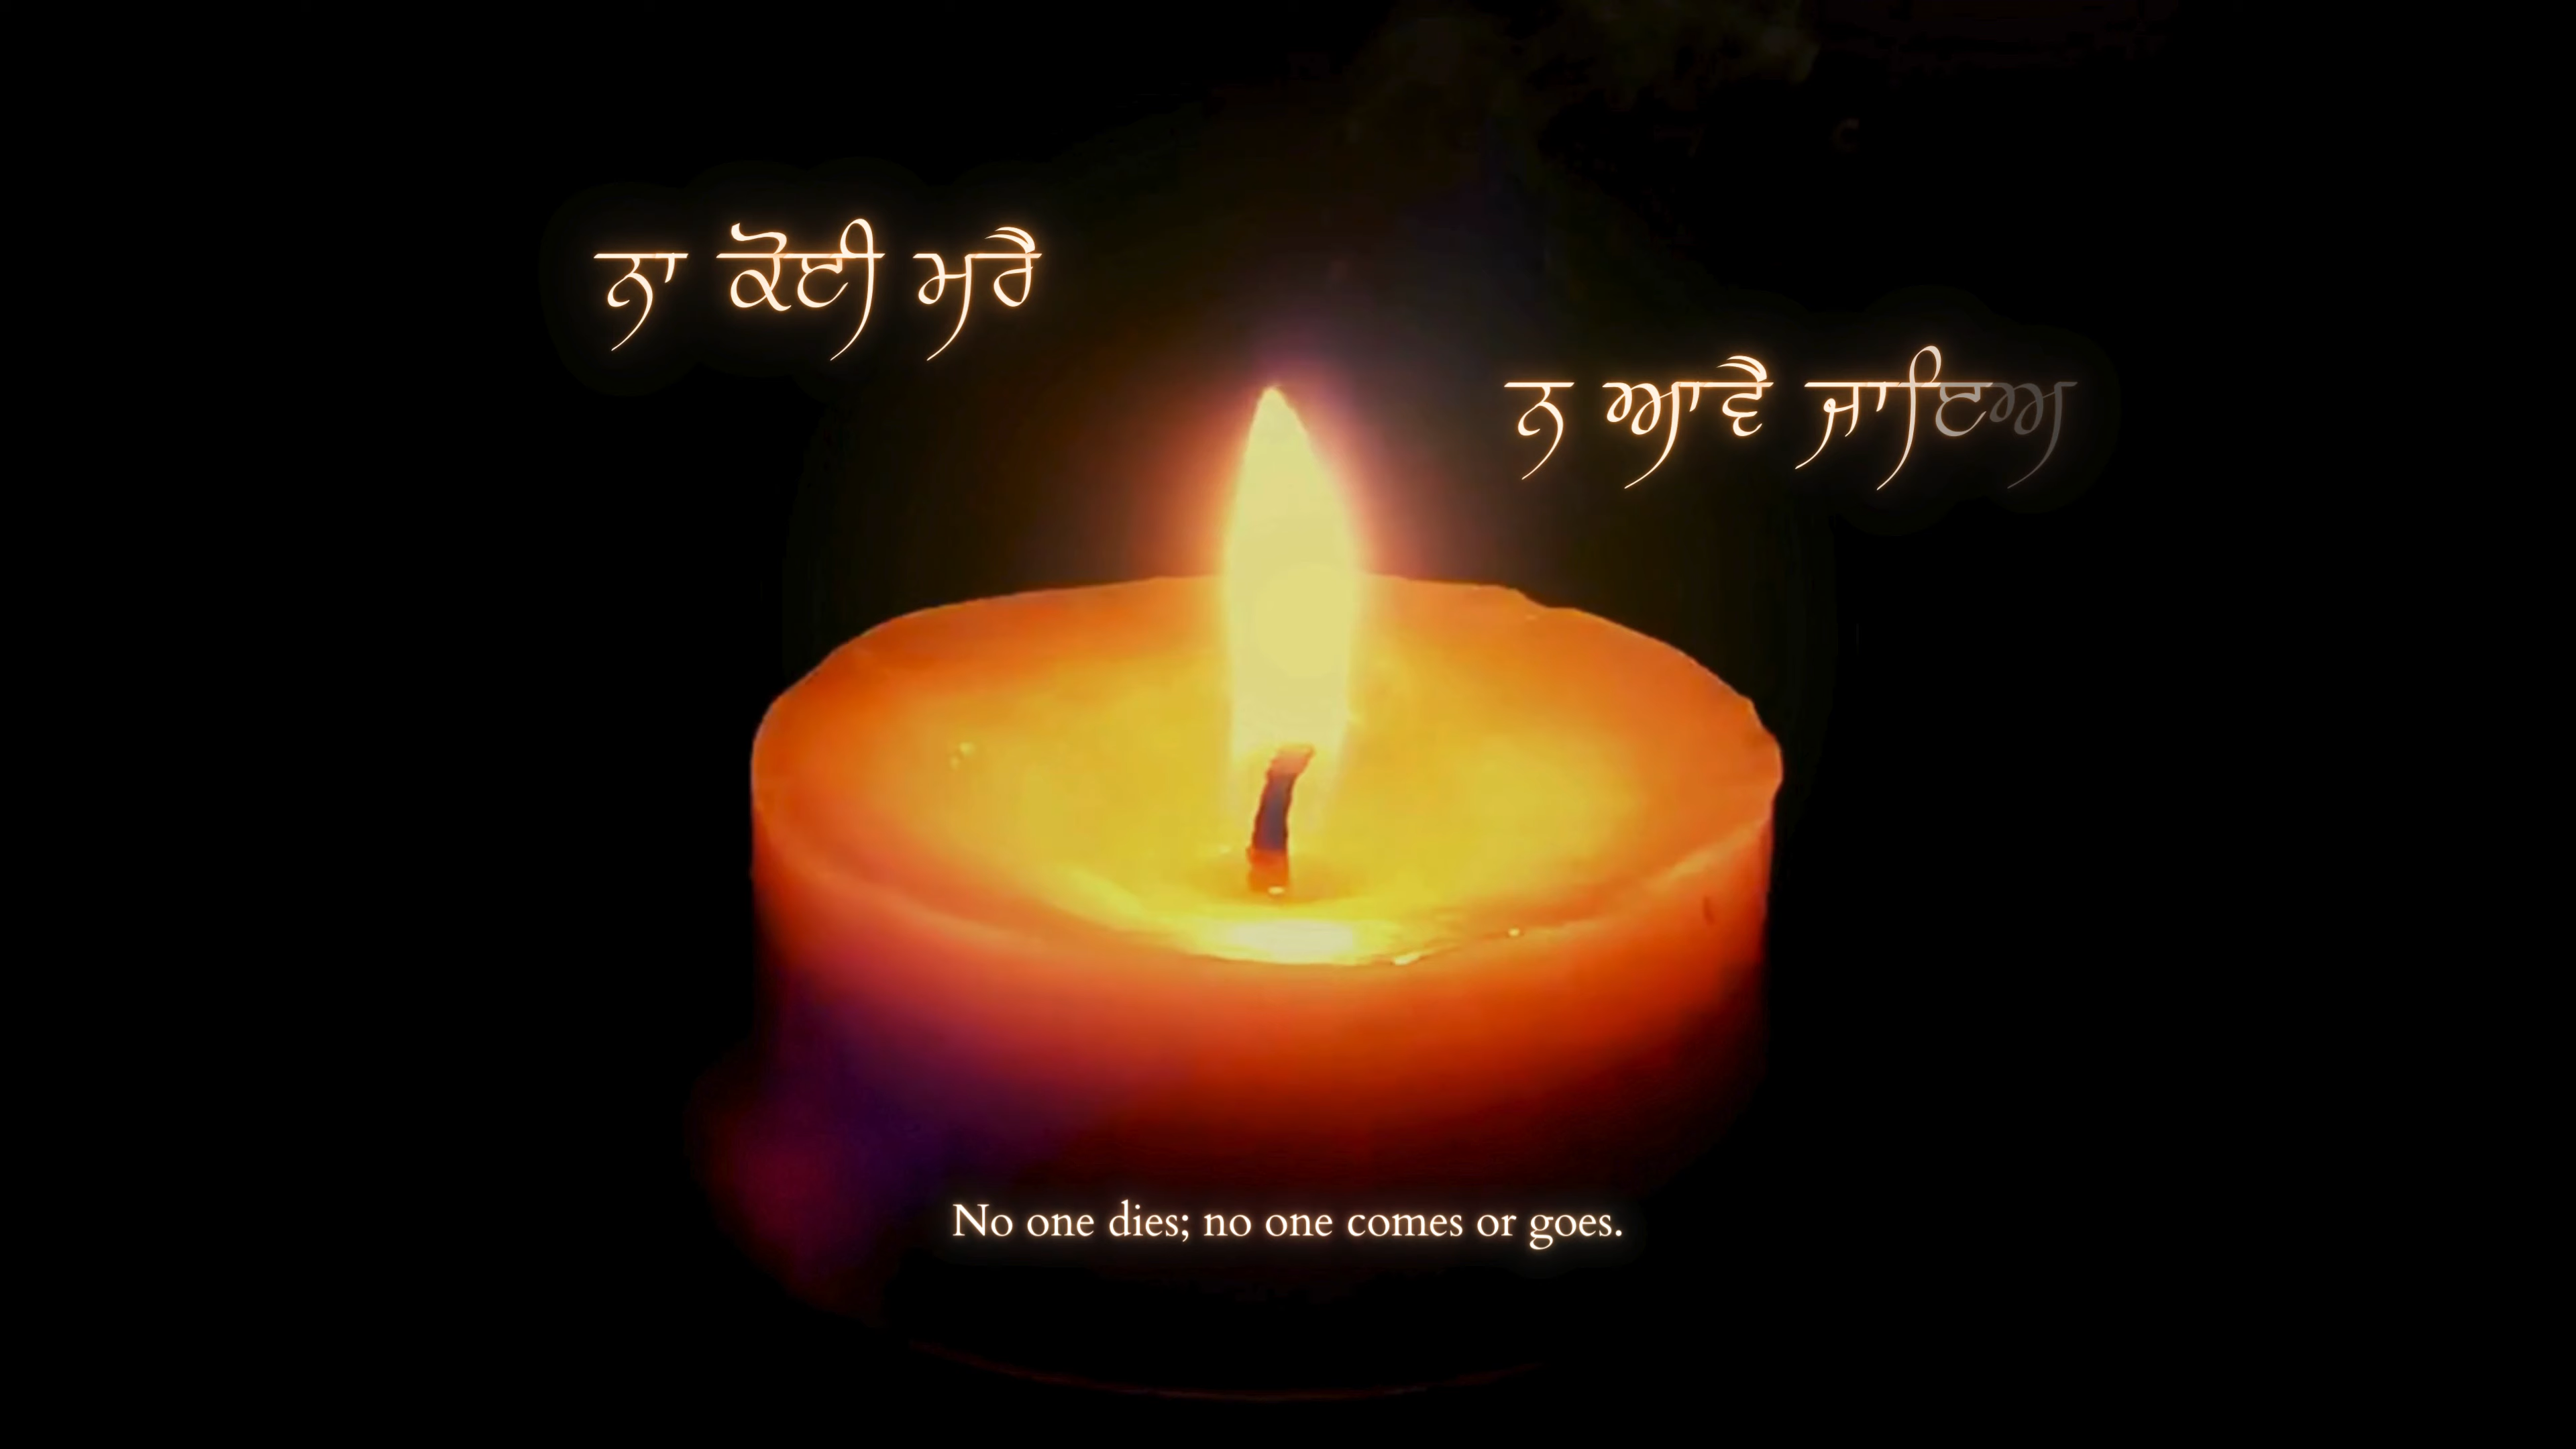 ਨਾ ਕੋਈ ਮਰੈ
ਨ ਆਵੈ ਜਾਇਆ
No one dies; no one comes or goes.